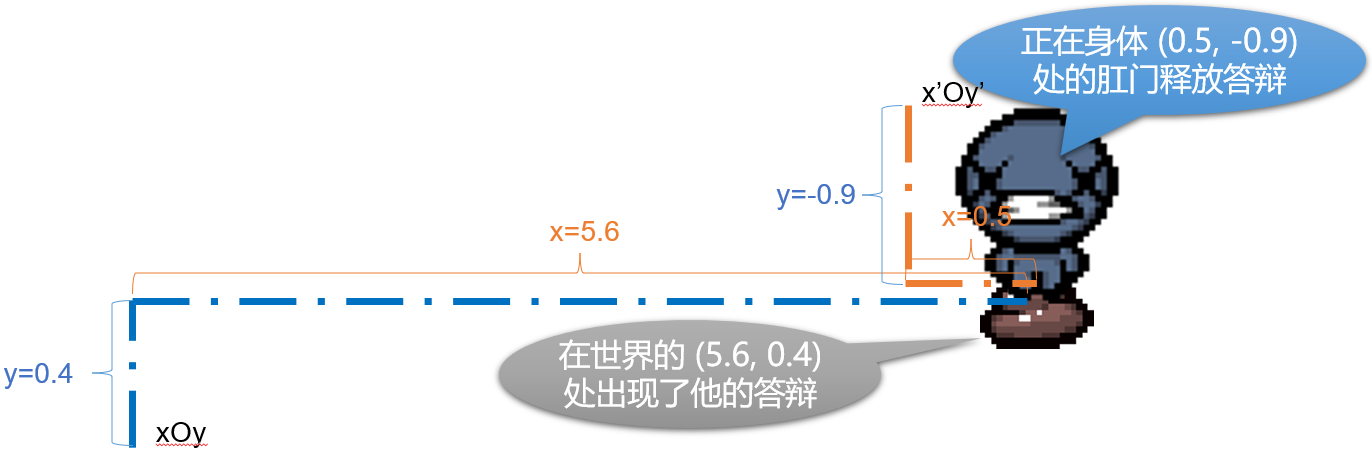 正在身体 (0.5, -0.9)
处的肛门释放答辩
x’Oy’
y=-0.9
x=0.5
x=5.6
在世界的 (5.6, 0.4)
处出现了他的答辩
y=0.4
xOy